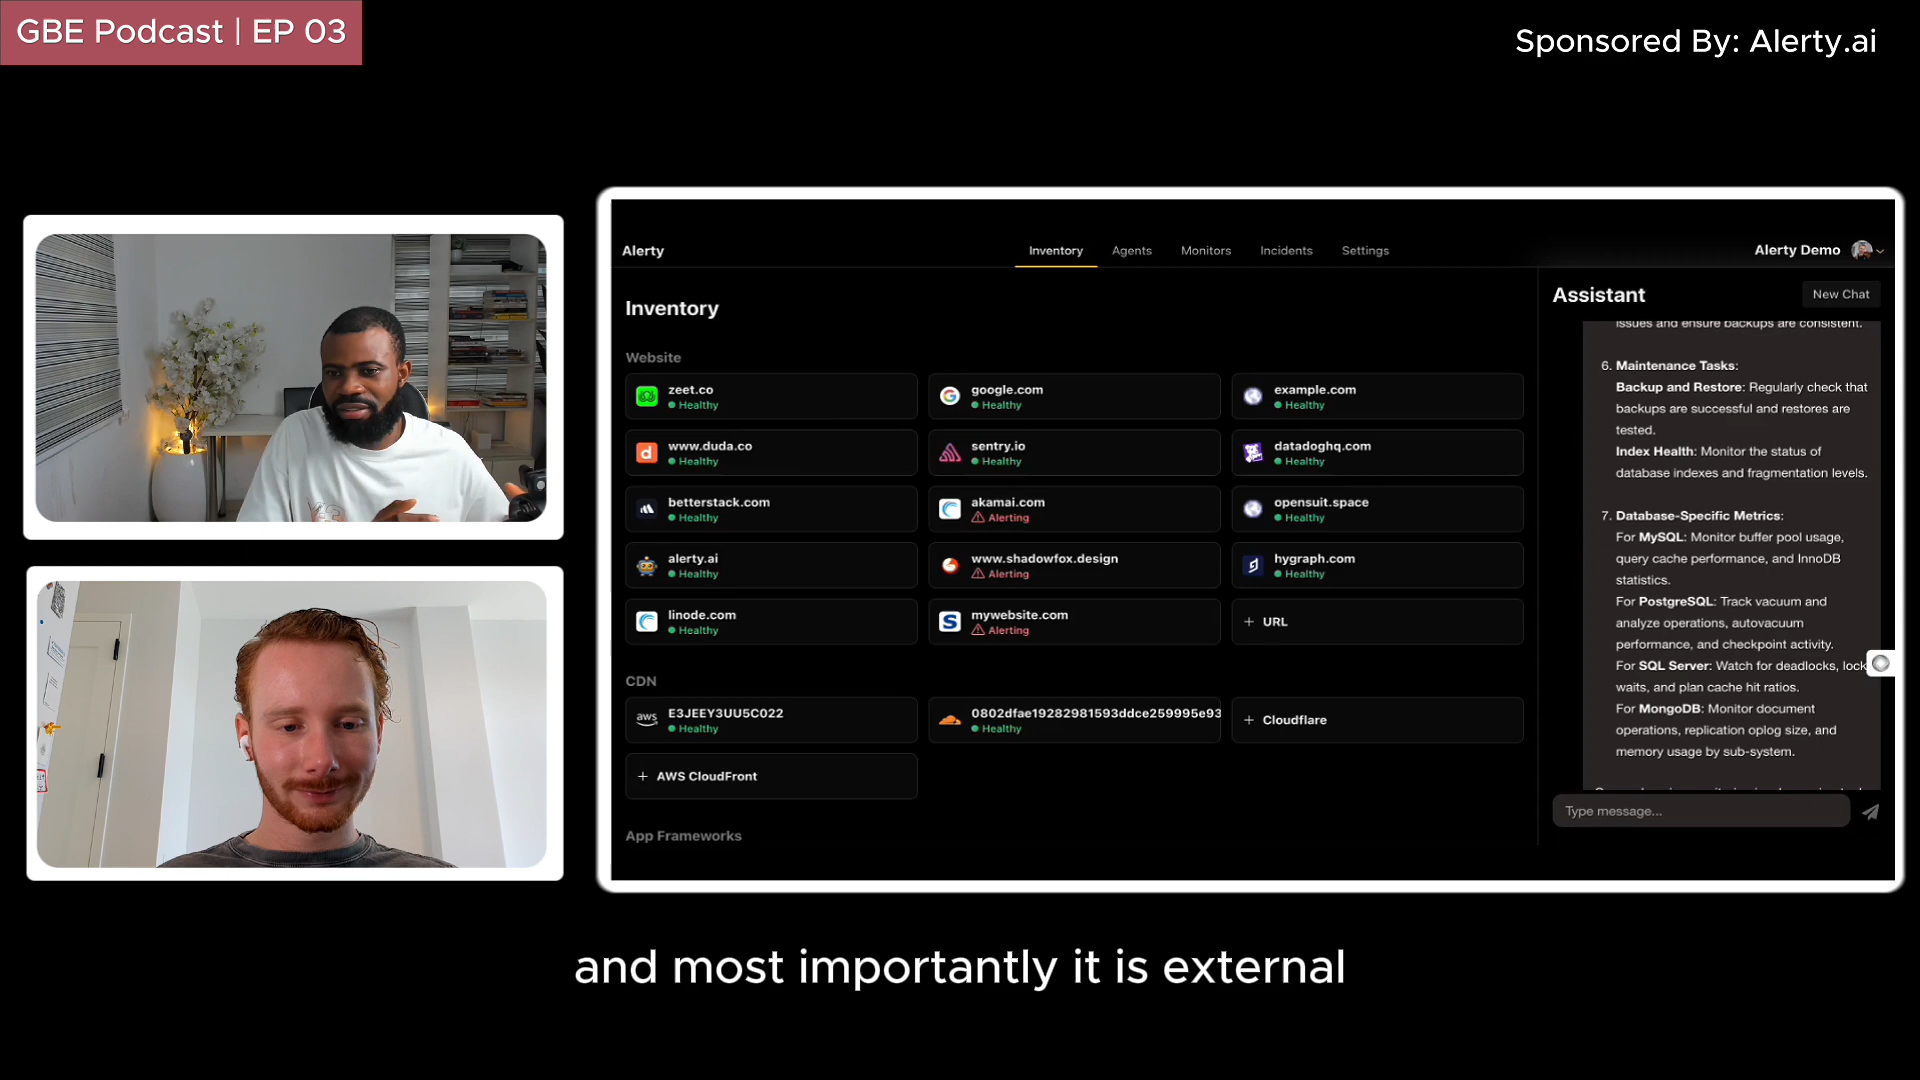 GBE Podcast | EP 03
Sponsored By: Alerty.ai
Alerty
Inventory
Agents
Monitors
Incidents
Settings
Alerty Demo
Inventory
Website
zeet.co
Healthy
google.com
Healthy
example.com
Healthy
www.duda.co
Healthy
sentry.io
Healthy
datadoghq.com
Healthy
betterstack.com
Healthy
akamai.com
Alerting
opensuit.space
Healthy
alerty.ai
Healthy
www.shadowfox.design
Alerting
hygraph.com
Healthy
linode.com
Healthy
mywebsite.com
Alerting
+ URL
CDN
aws
E3JEEY3UU5C022
Healthy
0802dfae19282981593ddce259995e93
Healthy
+ Cloudflare
+ AWS CloudFront
App Frameworks
Assistant
New Chat
issues and ensure backups are consistent.
6. Maintenance Tasks:
Backup and Restore: Regularly check that
backups are successful and restores are
tested.
Index Health: Monitor the status of
database indexes and fragmentation levels.
7. Database-Specific Metrics:
For MySQL: Monitor buffer pool usage,
query cache performance, and InnoDB
statistics.
For PostgreSQL: Track vacuum and
analyze operations, autovacuum
performance, and checkpoint activity.
For SQL Server: Watch for deadlocks, lock
waits, and plan cache hit ratios.
For MongoDB: Monitor document
operations, replication oplog size, and
memory usage by sub-system.
Type message...
and most importantly it is external